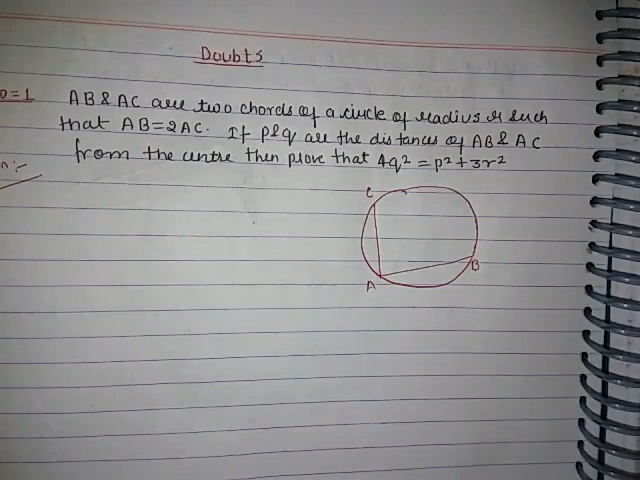 Doubts
o=1 AB & AC are two chords of a circle of radius r such
that AB=2AC. If p & q are the distances of AB & AC
from the centre then prove that 4q² = p² + 3r²
n:-
C
B
A